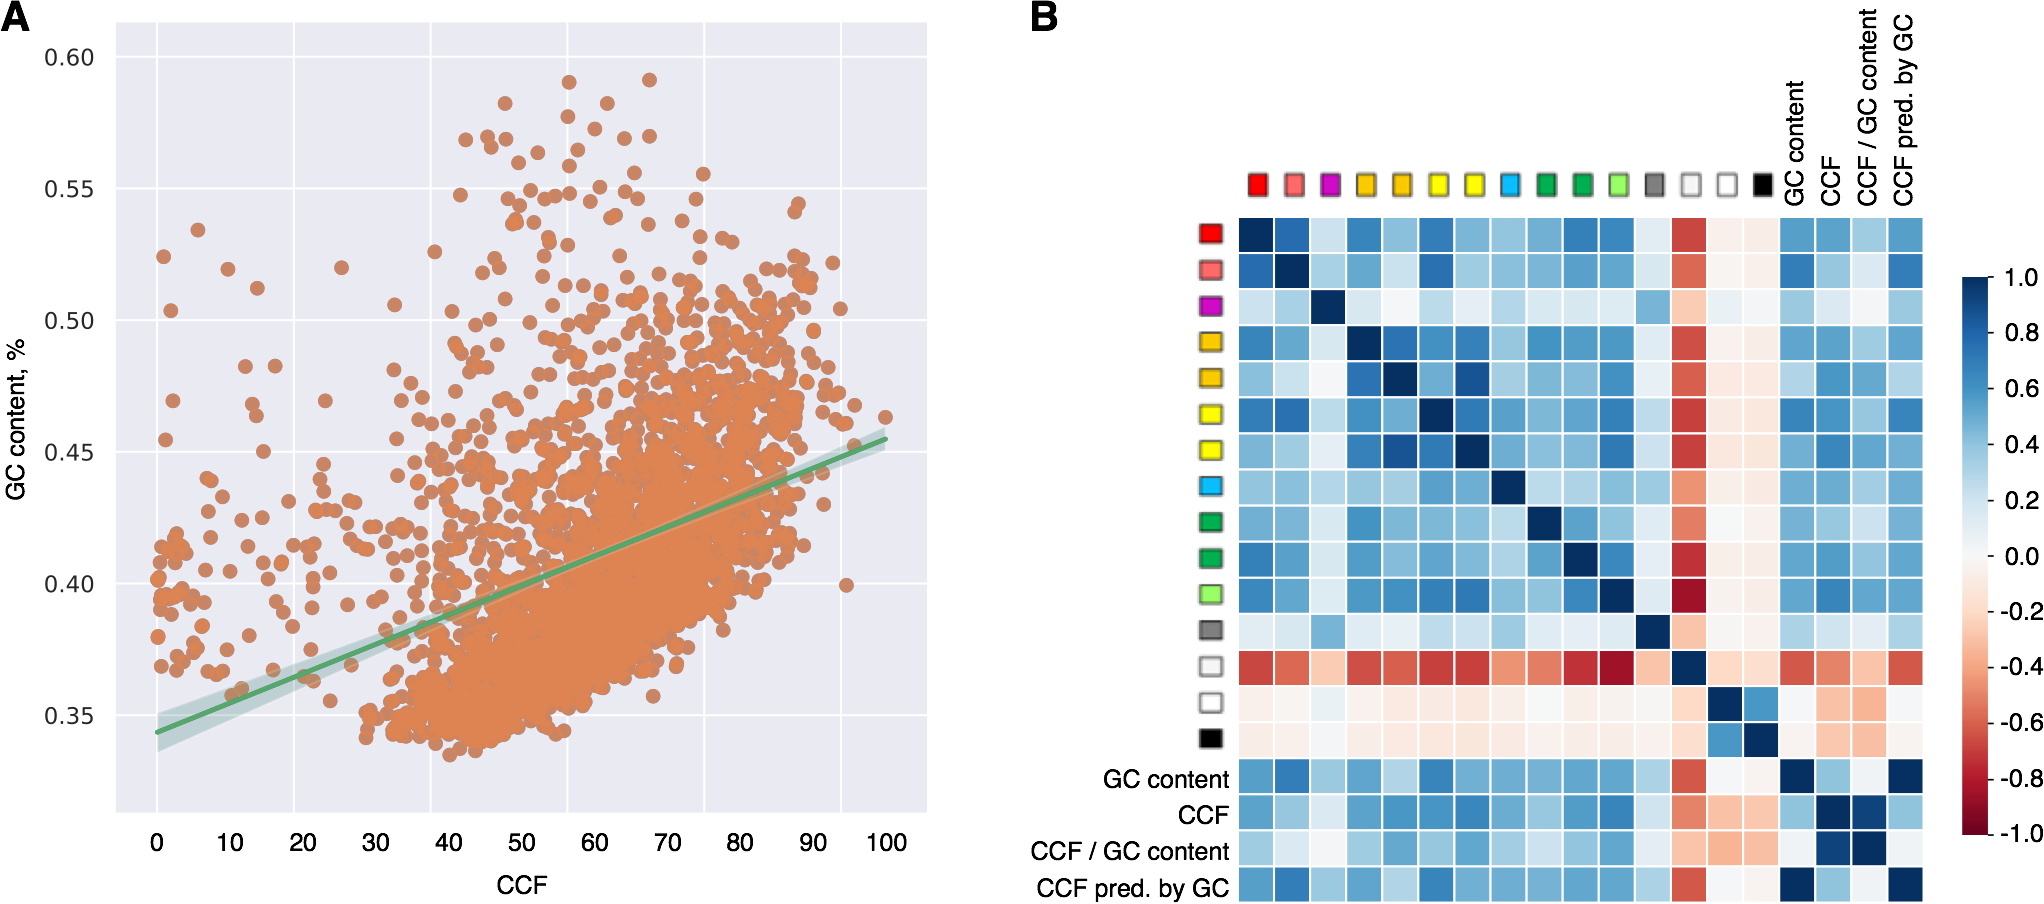 A
B
GC content, %
0.60
0.55
0.50
0.45
0.40
0.35
0 10 20 30 40 50 60 70 80 90 100
CCF
GC content
CCF
CCF / GC content
CCF pred. by GC
GC content
CCF
CCF / GC content
CCF pred. by GC
1.0
0.8
0.6
0.4
0.2
0.0
-0.2
-0.4
-0.6
-0.8
-1.0